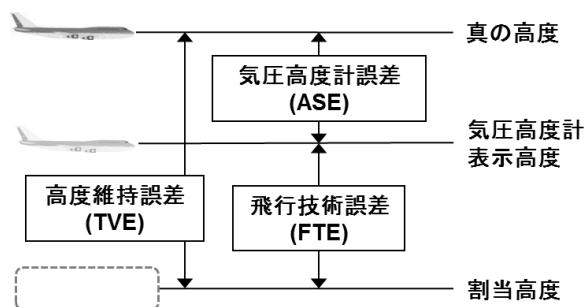 真の高度
気圧高度計誤差
(ASE)
気圧高度計
表示高度
高度維持誤差
(TVE)
飛行技術誤差
(FTE)
割当高度